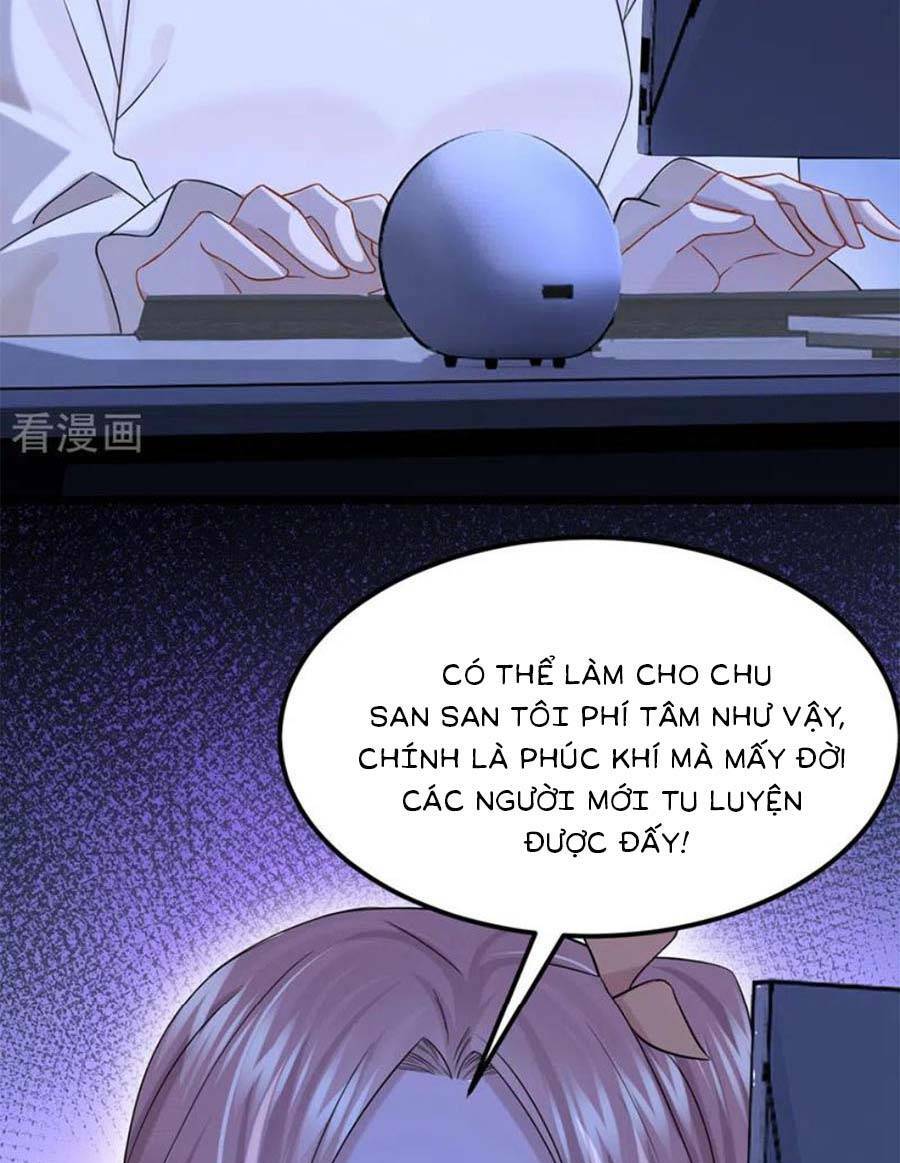 看漫画
CÓ THỂ LÀM CHO CHU
SAN SAN TÔI PHÍ TÂM NHƯ VẬY,
CHÍNH LÀ PHÚC KHÍ MÀ MẤY ĐỜI
CÁC NGƯỜI MỚI TU LUYỆN
ĐƯỢC ĐẤY!